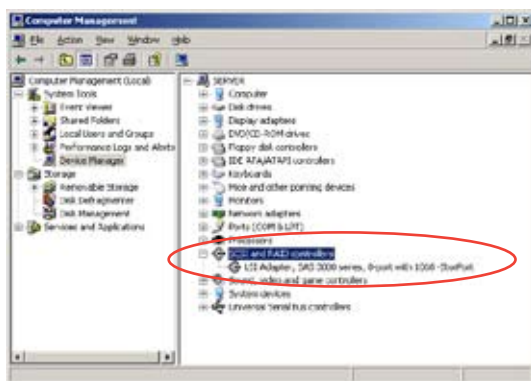 Computer Management
File Action View Window Help
Computer Management (Local)
System Tools
Event Viewer
Shared Folders
Local Users and Groups
Performance Logs and Alerts
Device Manager
Storage
Removable Storage
Disk Defragmenter
Disk Management
Services and Applications
SERVER
Computer
Disk drives
Display adapters
DVD/CD-ROM drives
Floppy disk controllers
IDE ATA/ATAPI controllers
Keyboards
Mice and other pointing devices
Monitors
Network adapters
Ports (COM & LPT)
Processors
SCSI and RAID controllers
LSI Adapter, SAS 3000 series, 8-port with 1068 -StorPort
Sound, video and game controllers
System devices
Universal Serial Bus controllers